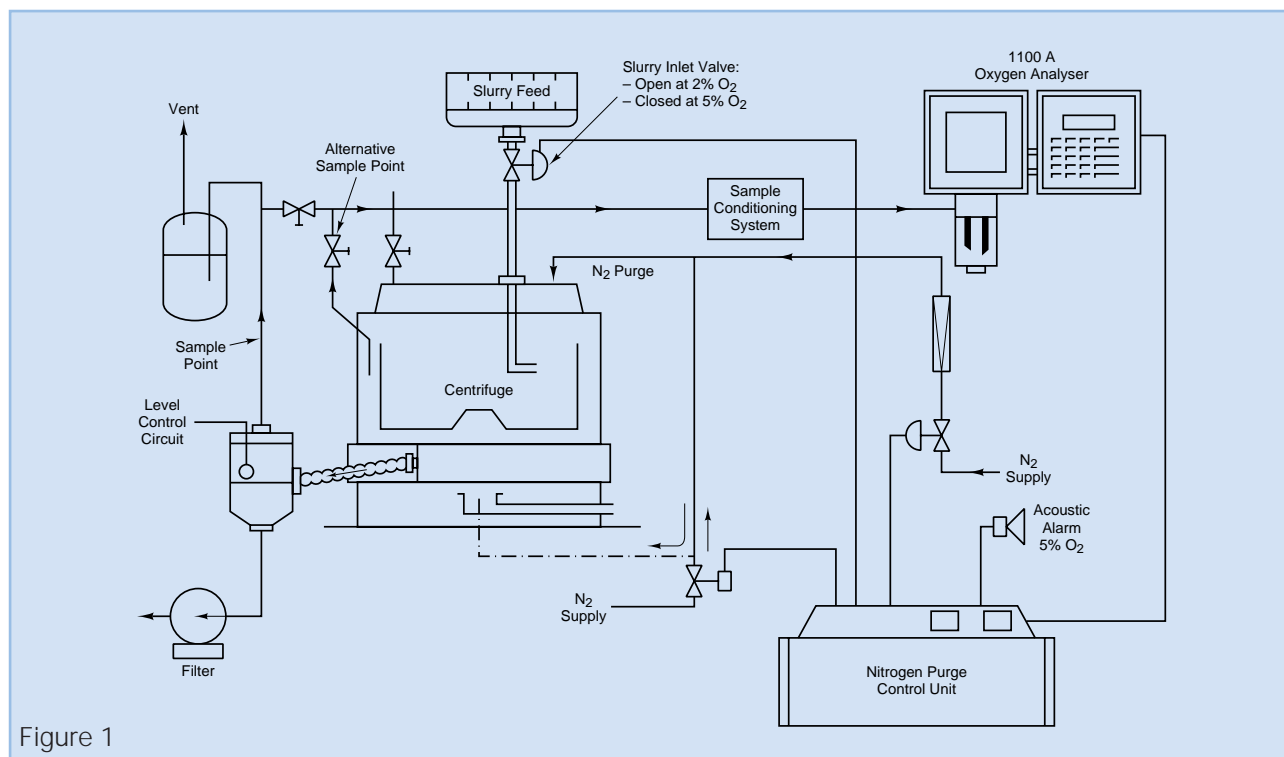 1100 A
Oxygen Analyser
Slurry Inlet Valve:
– Open at 2% O₂
– Closed at 5% O₂
Slurry Feed
Vent
Alternative
Sample Point
Sample
Conditioning
System
N₂ Purge
Sample
Point
Centrifuge
Level
Control
Circuit
N₂
Supply
Acoustic
Alarm
5% O₂
N₂
Supply
Filter
Nitrogen Purge
Control Unit
Figure 1